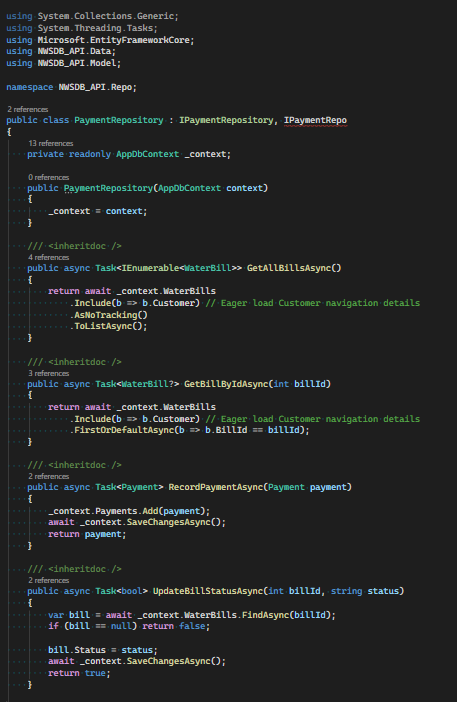 using System.Collections.Generic;
using System.Threading.Tasks;
using Microsoft.EntityFrameworkCore;
using NWSDB_API.Data;
using NWSDB_API.Model;

namespace NWSDB_API.Repo;

2 references
public class PaymentRepository : IPaymentRepository, IPaymentRepo
{
13 references
    private readonly AppDbContext _context;

0 references
    public PaymentRepository(AppDbContext context)
    {
        _context = context;
    }

    /// <inheritdoc />
4 references
    public async Task<IEnumerable<WaterBill>> GetAllBillsAsync()
    {
        return await _context.WaterBills
            .Include(b => b.Customer) // Eager load Customer navigation details
            .AsNoTracking()
            .ToListAsync();
    }

    /// <inheritdoc />
3 references
    public async Task<WaterBill?> GetBillByIdAsync(int billId)
    {
        return await _context.WaterBills
            .Include(b => b.Customer) // Eager load Customer navigation details
            .FirstOrDefaultAsync(b => b.BillId == billId);
    }

    /// <inheritdoc />
2 references
    public async Task<Payment> RecordPaymentAsync(Payment payment)
    {
        _context.Payments.Add(payment);
        await _context.SaveChangesAsync();
        return payment;
    }

    /// <inheritdoc />
2 references
    public async Task<bool> UpdateBillStatusAsync(int billId, string status)
    {
        var bill = await _context.WaterBills.FindAsync(billId);
        if (bill == null) return false;

        bill.Status = status;
        await _context.SaveChangesAsync();
        return true;
    }